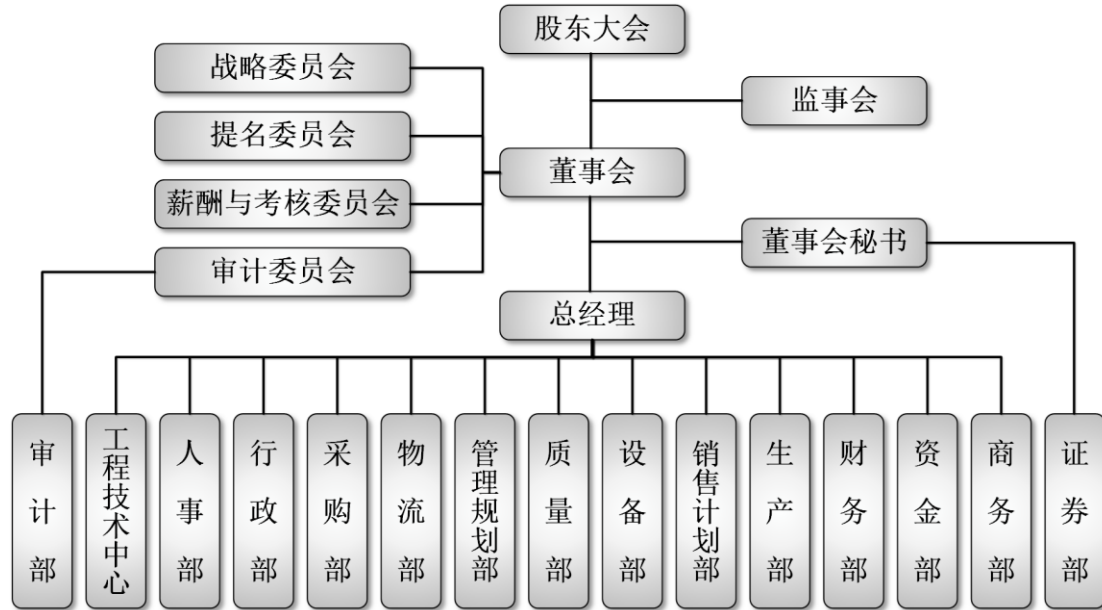 股东大会
战略委员会
监事会
提名委员会
董事会
薪酬与考核委员会
董事会秘书
审计委员会
总经理
审计部
工程技术中心
人事部
行政部
采购部
物流部
管理规划部
质量部
设备部
销售计划部
生产部
财务部
资金部
商务部
证券部